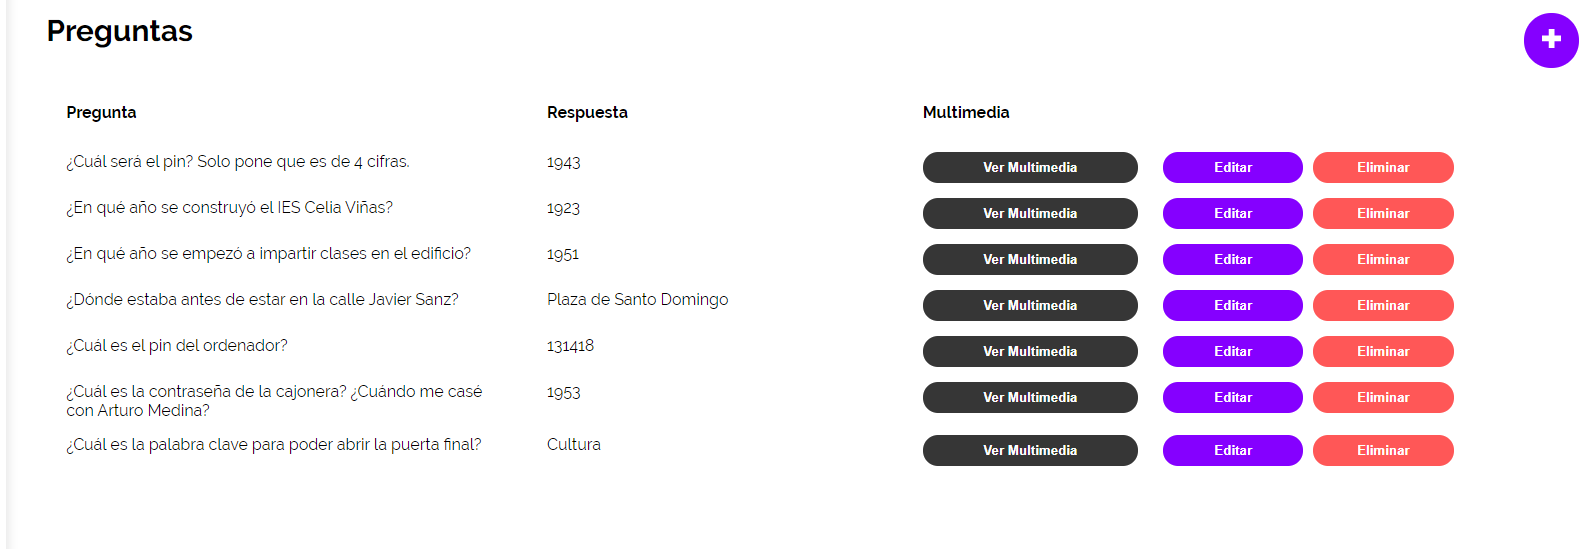 Preguntas
Pregunta Respuesta Multimedia
¿Cuál será el pin? Solo pone que es de 4 cifras. 1943 Ver Multimedia Editar Eliminar
¿En qué año se construyó el IES Celia Viñas? 1923 Ver Multimedia Editar Eliminar
¿En qué año se empezó a impartir clases en el edificio? 1951 Ver Multimedia Editar Eliminar
¿Dónde estaba antes de estar en la calle Javier Sanz? Plaza de Santo Domingo Ver Multimedia Editar Eliminar
¿Cuál es el pin del ordenador? 131418 Ver Multimedia Editar Eliminar
¿Cuál es la contraseña de la cajonera? ¿Cuándo me casé 1953 Ver Multimedia Editar Eliminar
con Arturo Medina?
¿Cuál es la palabra clave para poder abrir la puerta final? Cultura Ver Multimedia Editar Eliminar